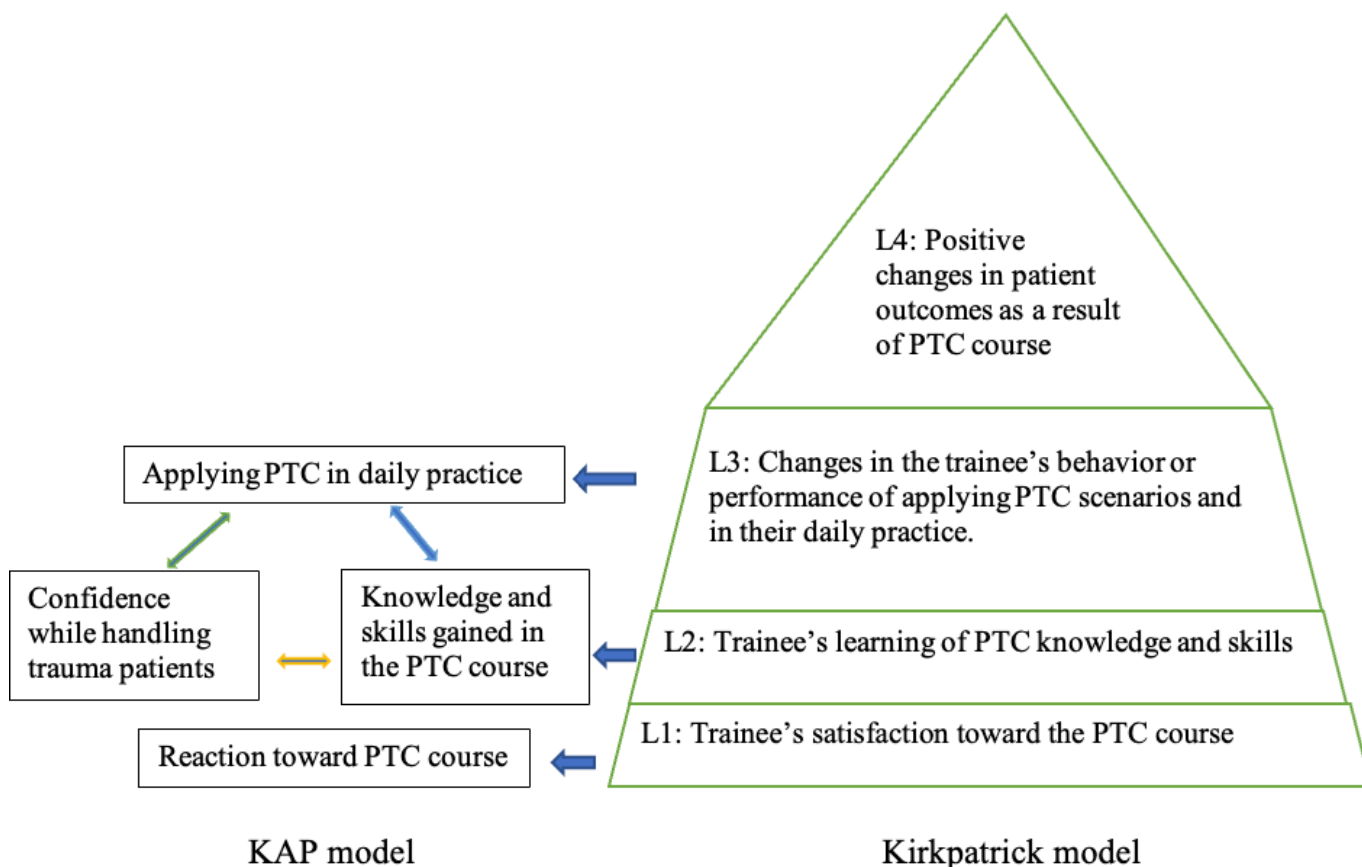 L4: Positive
changes in patient
outcomes as a result
of PTC course
Applying PTC in daily practice
L3: Changes in the trainee's behavior or
performance of applying PTC scenarios and
in their daily practice.
Confidence
while handling
trauma patients
Knowledge and
skills gained in
the PTC course
L2: Trainee's learning of PTC knowledge and skills
Reaction toward PTC course
L1: Trainee's satisfaction toward the PTC course
KAP model
Kirkpatrick model